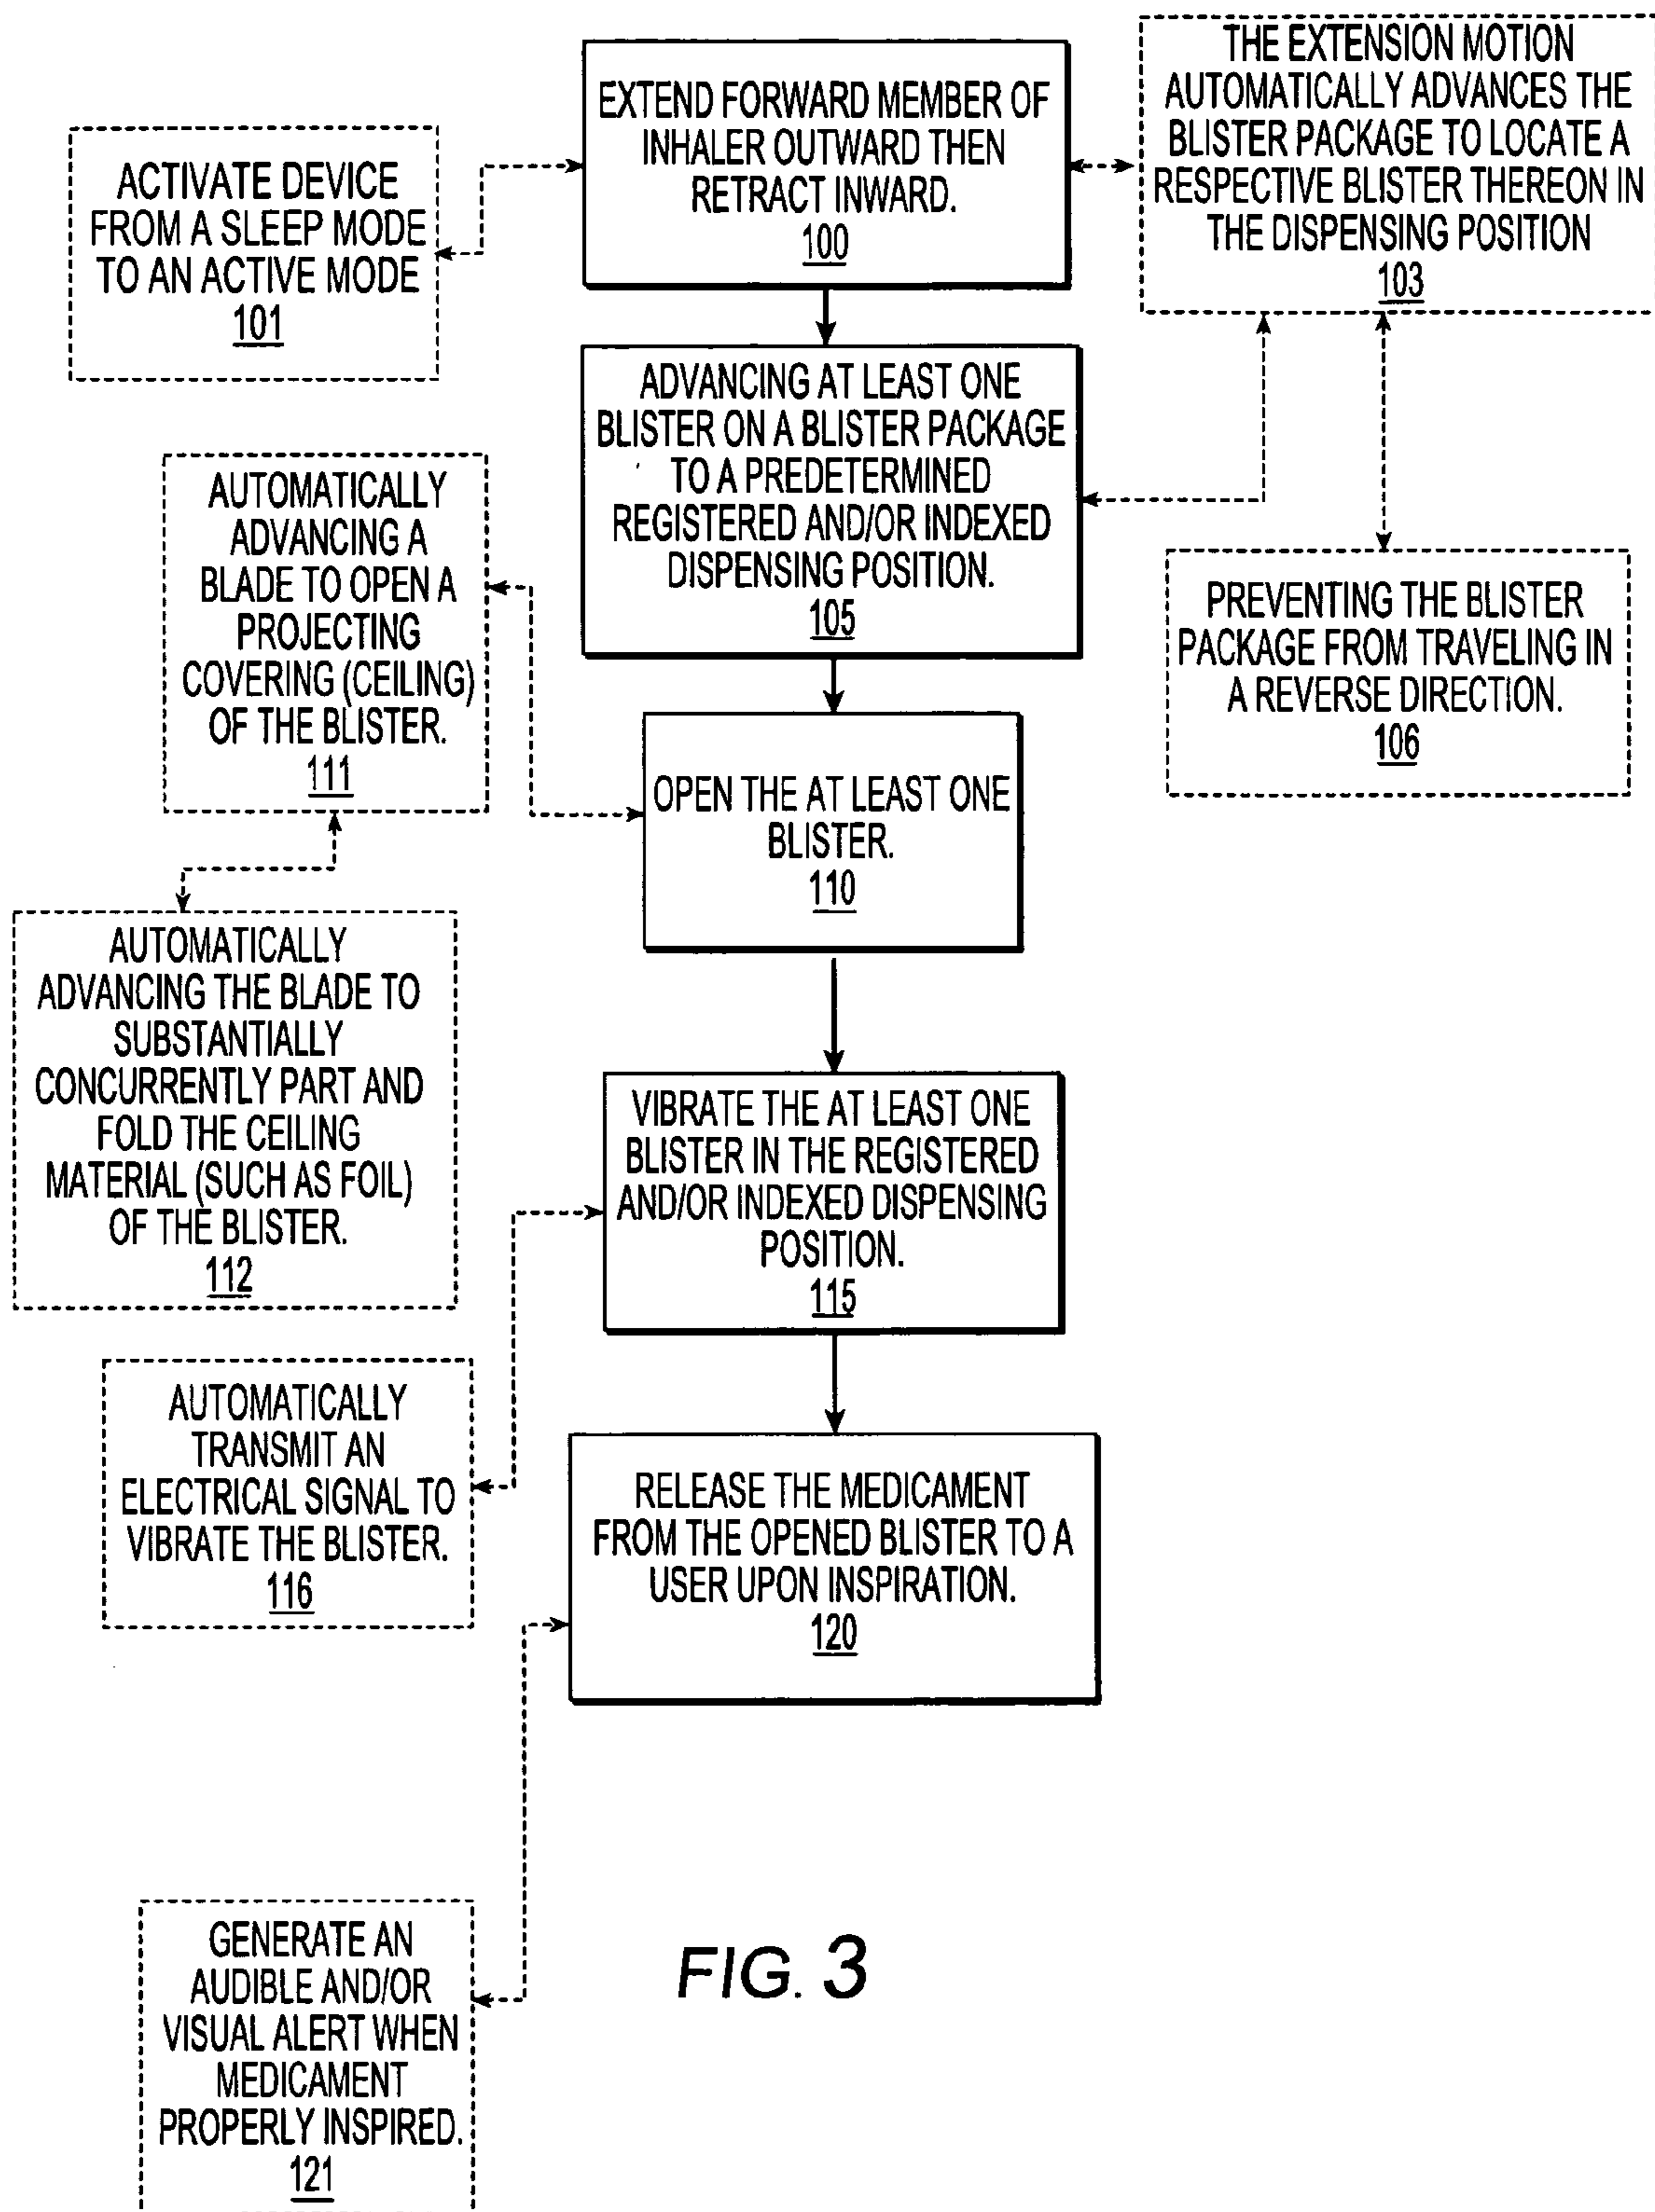 EXTEND FORWARD MEMBER OF
INHALER OUTWARD THEN
RETRACT INWARD.
100
THE EXTENSION MOTION
AUTOMATICALLY ADVANCES THE
BLISTER PACKAGE TO LOCATE A
RESPECTIVE BLISTER THEREON IN
THE DISPENSING POSITION
103
ACTIVATE DEVICE
FROM A SLEEP MODE
TO AN ACTIVE MODE
101
ADVANCING AT LEAST ONE
BLISTER ON A BLISTER PACKAGE
TO A PREDETERMINED
REGISTERED AND/OR INDEXED
DISPENSING POSITION.
105
AUTOMATICALLY
ADVANCING A
BLADE TO OPEN A
PROJECTING
COVERING (CEILING)
OF THE BLISTER.
111
PREVENTING THE BLISTER
PACKAGE FROM TRAVELING IN
A REVERSE DIRECTION.
106
OPEN THE AT LEAST ONE
BLISTER.
110
AUTOMATICALLY
ADVANCING THE BLADE TO
SUBSTANTIALLY
CONCURRENTLY PART AND
FOLD THE CEILING
MATERIAL (SUCH AS FOIL)
OF THE BLISTER.
112
VIBRATE THE AT LEAST ONE
BLISTER IN THE REGISTERED
AND/OR INDEXED DISPENSING
POSITION.
115
AUTOMATICALLY
TRANSMIT AN
ELECTRICAL SIGNAL TO
VIBRATE THE BLISTER.
116
RELEASE THE MEDICAMENT
FROM THE OPENED BLISTER TO A
USER UPON INSPIRATION.
120
GENERATE AN
AUDIBLE AND/OR
VISUAL ALERT WHEN
MEDICAMENT
PROPERLY INSPIRED.
121
FIG. 3